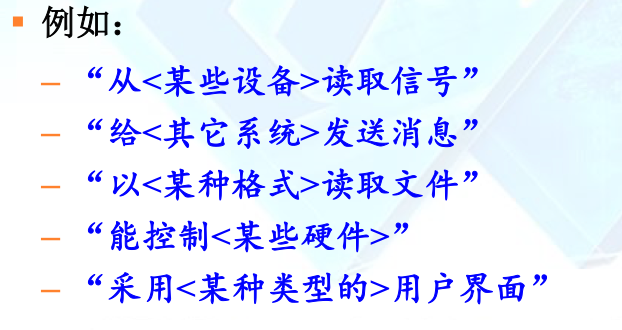 ▪ 例如：
– “从<某些设备>读取信号”
– “给<其它系统>发送消息”
– “以<某种格式>读取文件”
– “能控制<某些硬件>”
– “采用<某种类型的>用户界面”